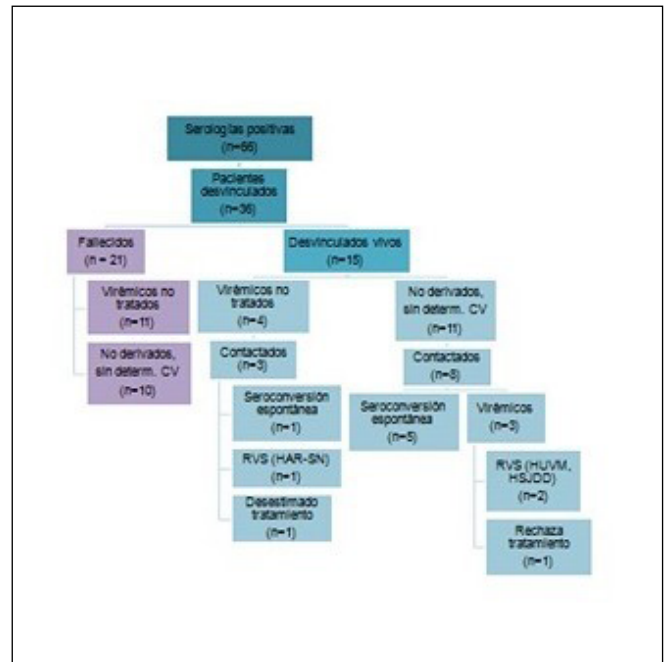 Serologías positivas
(n=66)
Pacientes
desvinculados
(n=36)
Fallecidos
(n = 21)
Desvinculados vivos
(n=15)
Virémicos no
tratados
(n=11)
No derivados,
sin determ. CV
(n=10)
Virémicos no
tratados
(n=4)
No derivados,
sin determ. CV
(n=11)
Contactados
(n=3)
Contactados
(n=8)
Seroconversión
espontánea
(n=1)
RVS (HAR-SN)
(n=1)
Desestimado
tratamiento
(n=1)
Seroconversión
espontánea
(n=5)
Virémicos
(n=3)
RVS (HUVM,
HSJDD)
(n=2)
Rechaza
tratamiento
(n=1)